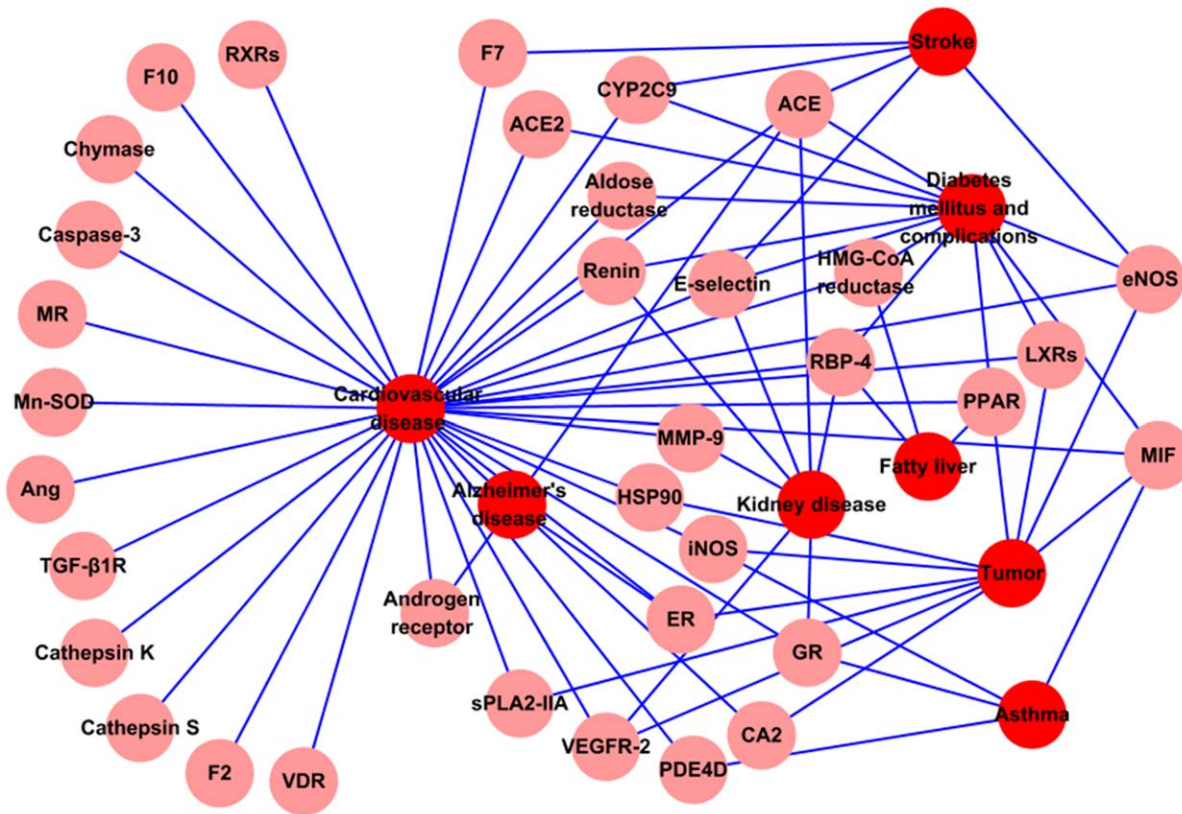 Stroke
F7
RXRs
F10
CYP2C9
ACE
ACE2
Chymase
Aldose
reductase
Diabetes
mellitus and
complications
Caspase-3
Renin
E-selectin
HMG-CoA
reductase
eNOS
MR
RBP-4
LXRs
Mn-SOD
Cardiovascular
disease
PPAR
MMP-9
MIF
Fatty liver
Ang
Alzheimer's
disease
HSP90
Kidney disease
iNOS
TGF-β1R
Tumor
Androgen
receptor
ER
Cathepsin K
GR
sPLA2-IIA
Asthma
Cathepsin S
VEGFR-2
CA2
PDE4D
F2
VDR